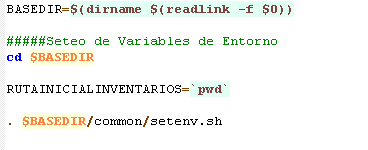 BASEDIR=$(dirname $(readlink -f $0))
#####Seteo de Variables de Entorno
cd $BASEDIR
RUTAINICIALINVENTARIOS=`pwd`
. $BASEDIR/common/setenv.sh